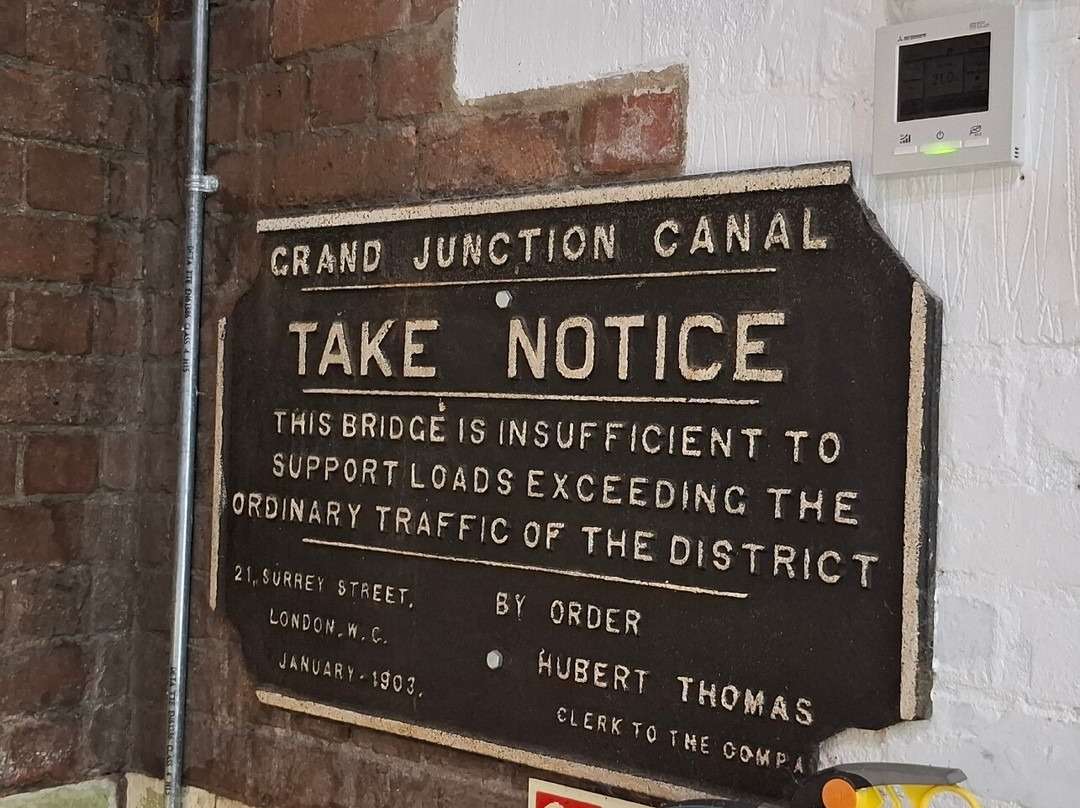 GRAND JUNCTION CANAL
TAKE NOTICE
THIS BRIDGE IS INSUFFICIENT TO
SUPPORT LOADS EXCEEDING THE
ORDINARY TRAFFIC OF THE DISTRICT
21, SURREY STREET,
LONDON. W. C.
JANUARY - 1903.
BY ORDER
HUBERT THOMAS
CLERK TO THE COMPA